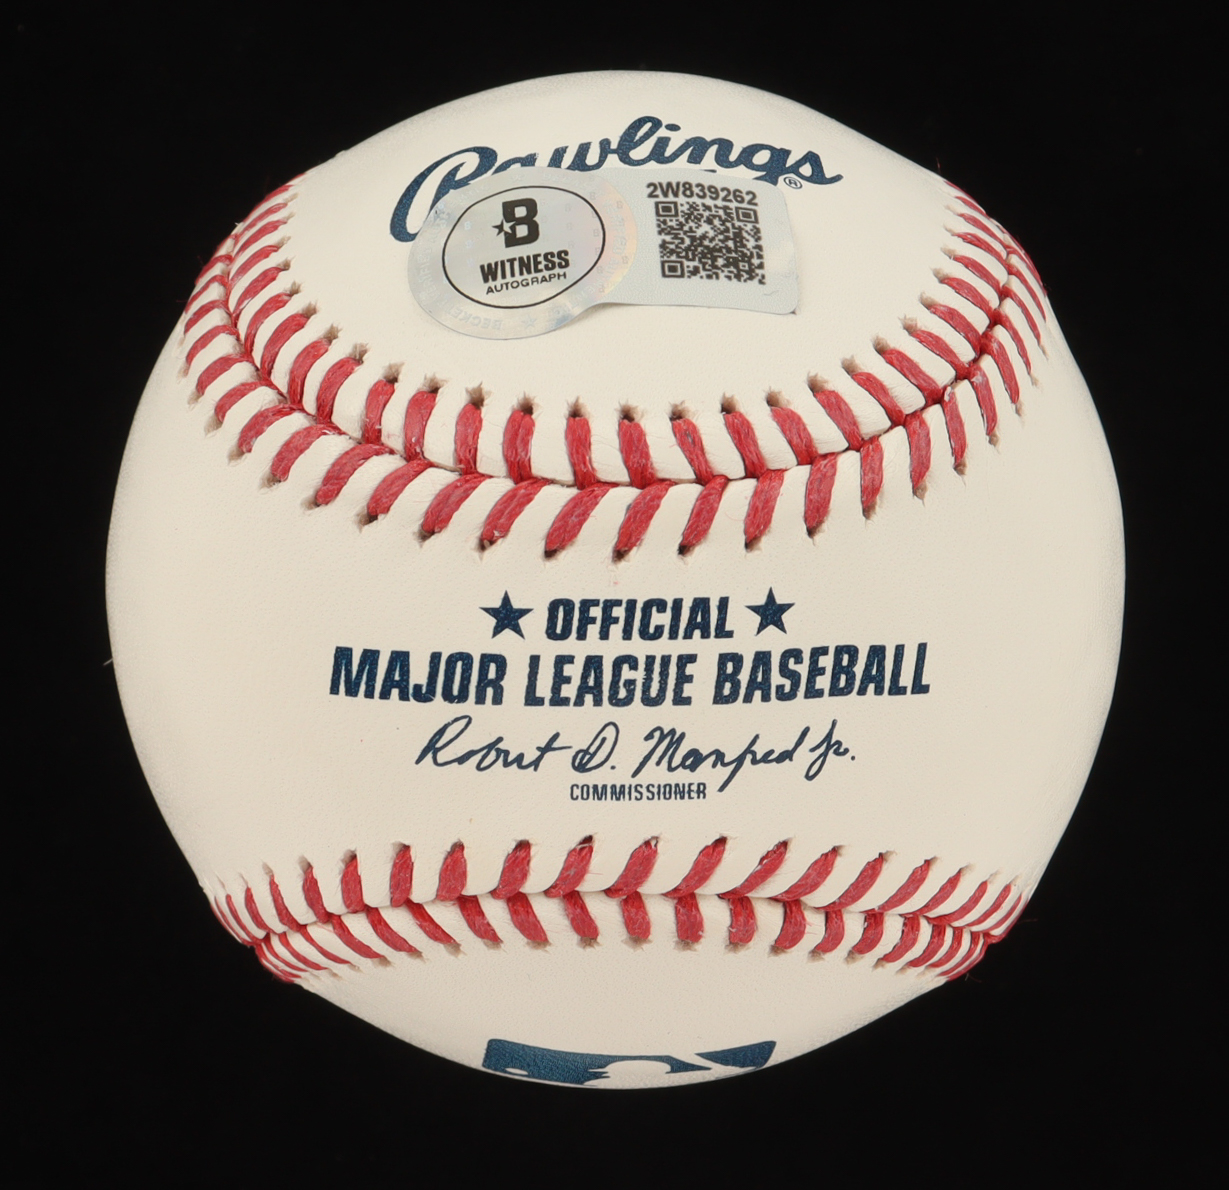 Rawlings®
2W839262
B
WITNESS
AUTOGRAPH
OFFICIAL
MAJOR LEAGUE BASEBALL
Robert D. Manfred Jr.
COMMISSIONER